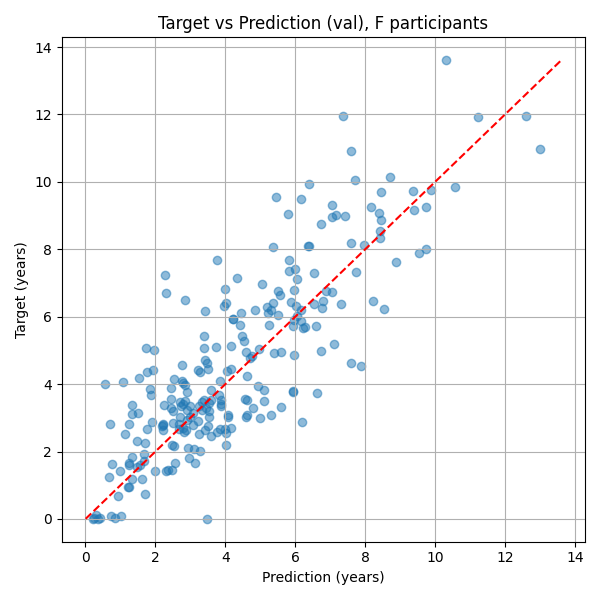 Target vs Prediction (val), F participants
Target (years)
14
12
10
8
6
4
2
0
0 2 4 6 8 10 12 14
Prediction (years)